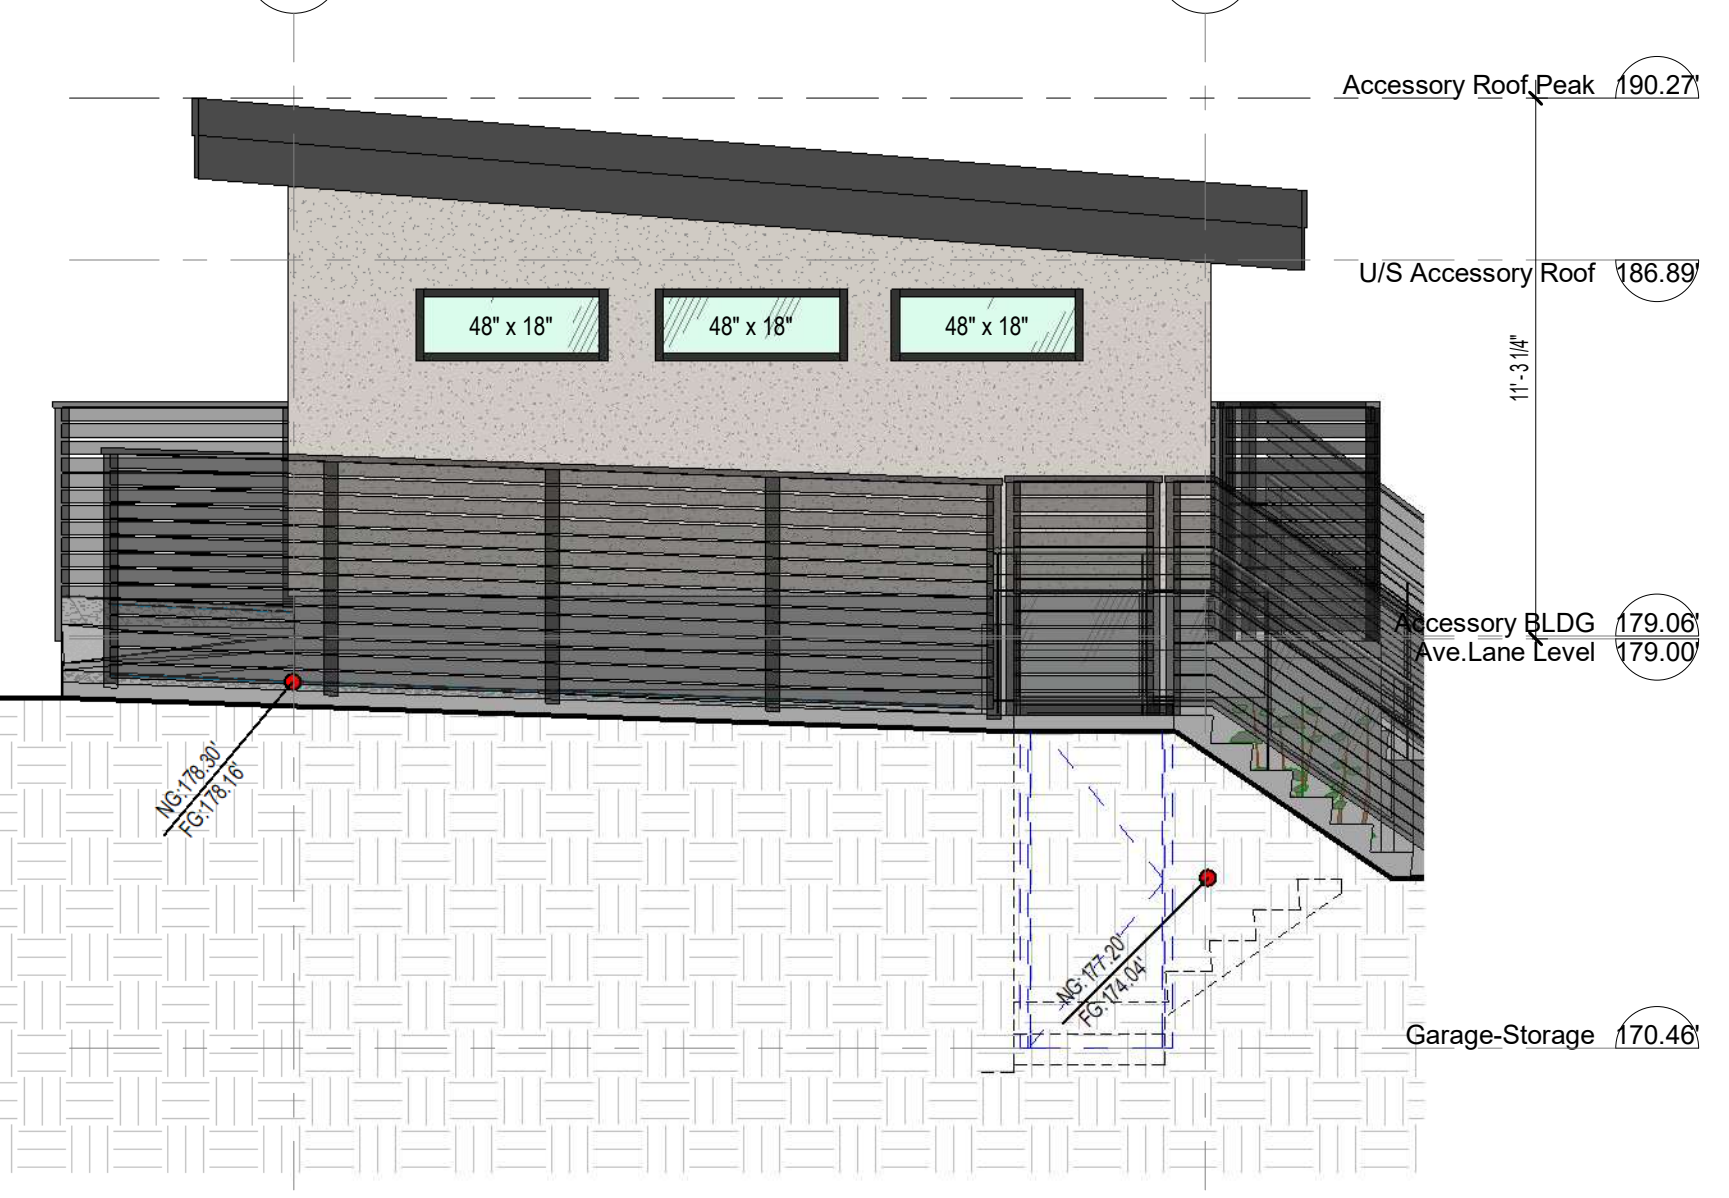 Accessory Roof Peak 190.27'
U/S Accessory Roof 186.89'
48" x 18" 48" x 18" 48" x 18"
11'-3 1/4"
Accessory BLDG 179.06'
Ave.Lane Level 179.00'
NG:178.30'
FG:178.16'
NG:177.20'
FG:174.04'
Garage-Storage 170.46'